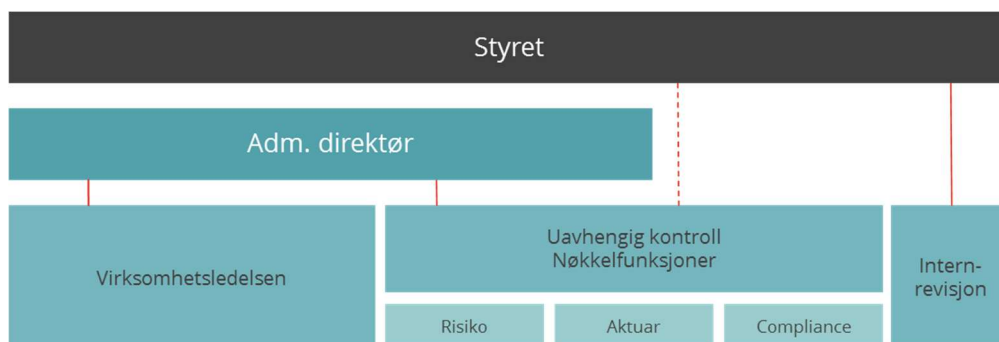 Styret
Adm. direktør
Virksomhetsledelsen
Uavhengig kontroll
Nøkkelfunksjoner
Intern-
revisjon
Risiko
Aktuar
Compliance